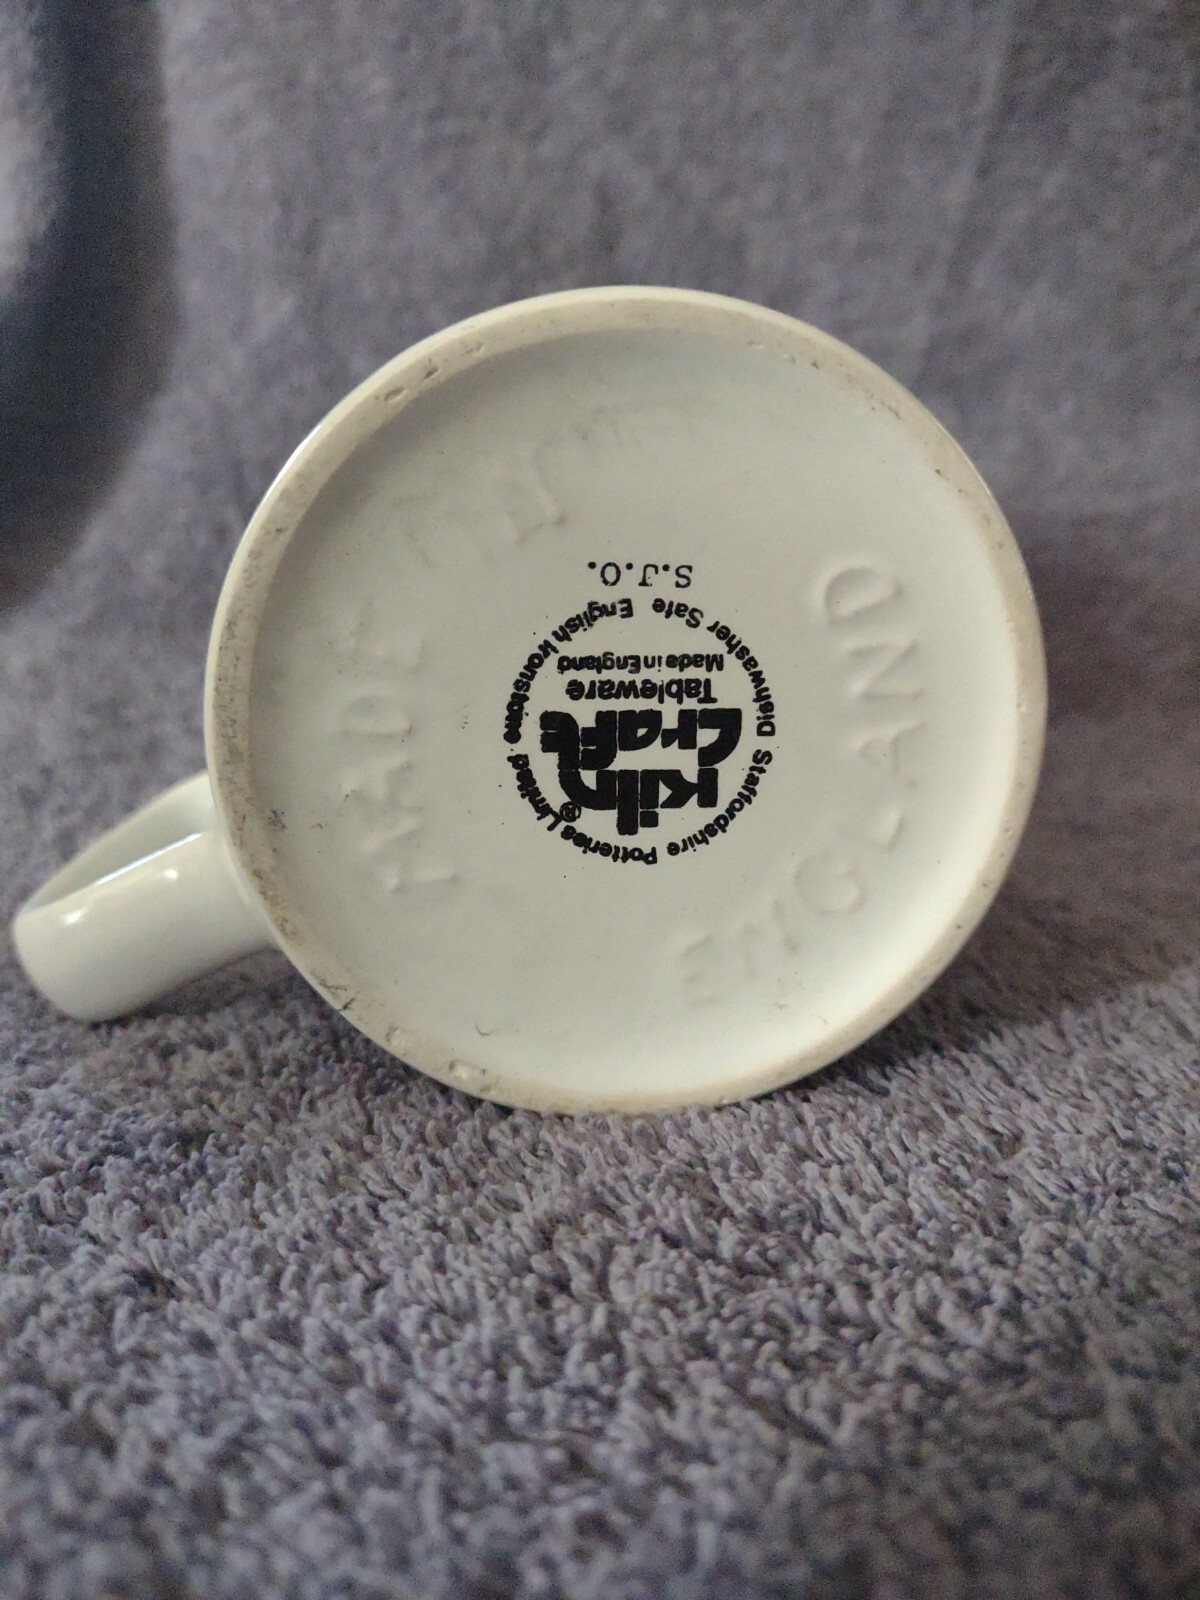 Staffordshire Potteries Limited
kiln
craft®
Tableware
Made in England
Dishwasher Safe English Ironstone
S.J.O.
MADE IN
ENGLAND